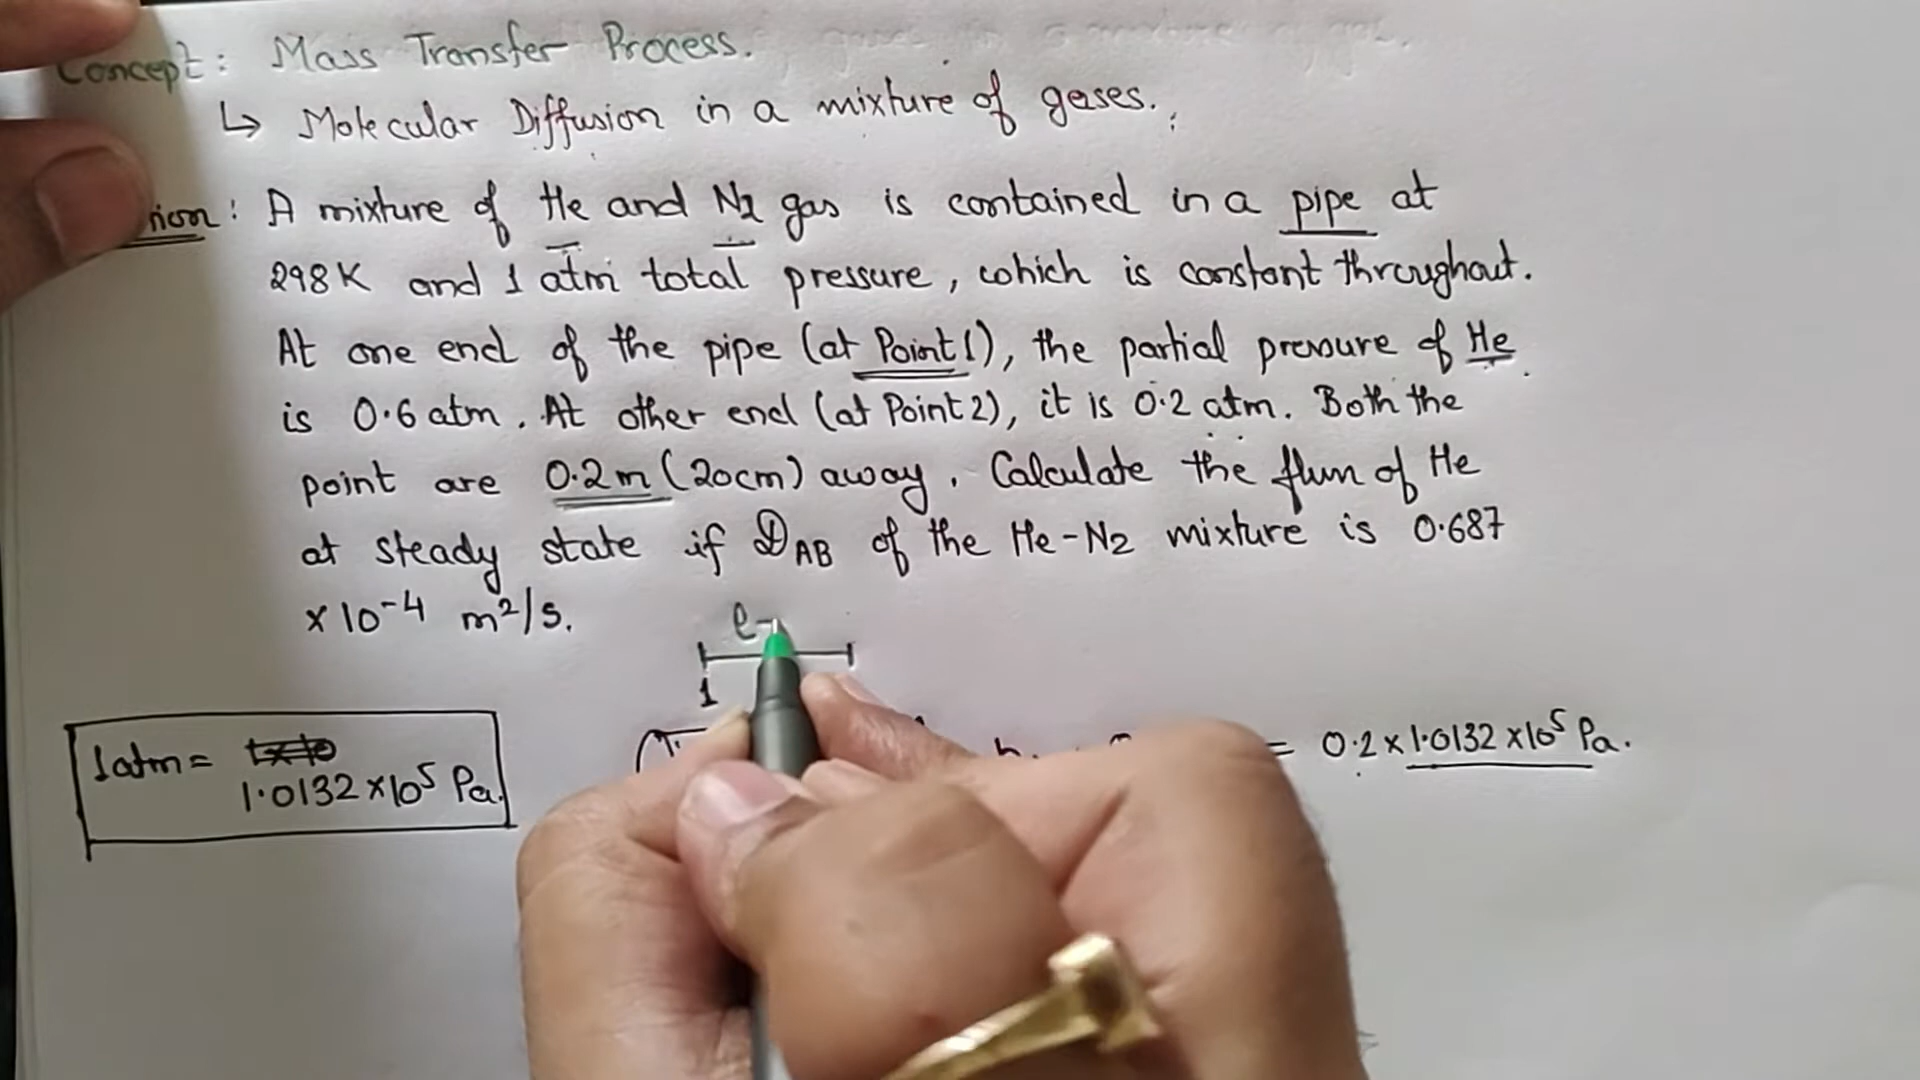 Concept: Mass Transfer Process.
↳ Molecular Diffusion in a mixture of gases.
A mixture of He and N2 gas is contained in a pipe at
298K and 1 atm total pressure, which is constant throughout.
At one end of the pipe (at Point 1), the partial pressure of He
is 0.6 atm. At other end (at Point 2), it is 0.2 atm. Both the
point are 0.2m (20cm) away. Calculate the flux of He
at steady state if DAB of the He-N2 mixture is 0.687
×10-4 m2/s.
1
1atm =
1.0132×10^5 Pa.
= 0.2×1.0132×10^5 Pa.